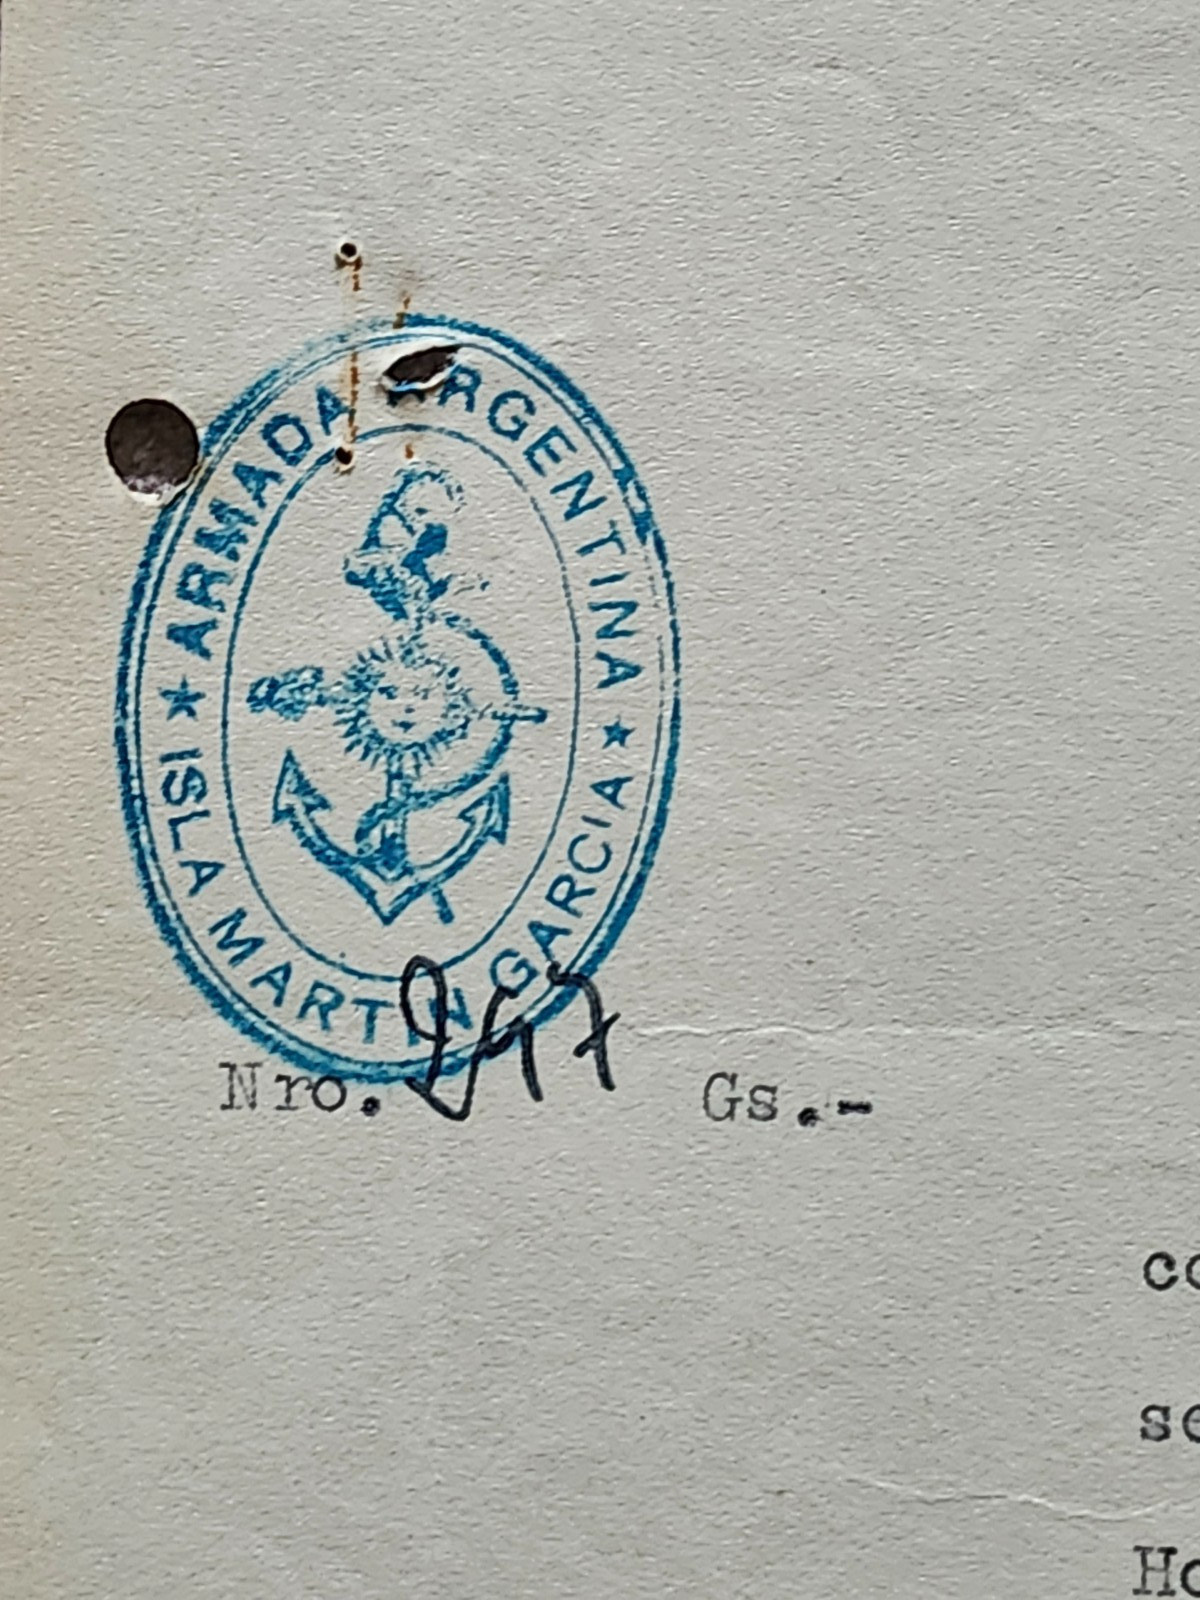 ★ ARMADA ARGENTINA ★
ISLA MARTIN GARCIA
Nro. 247 Gs.-
co
se
Ho